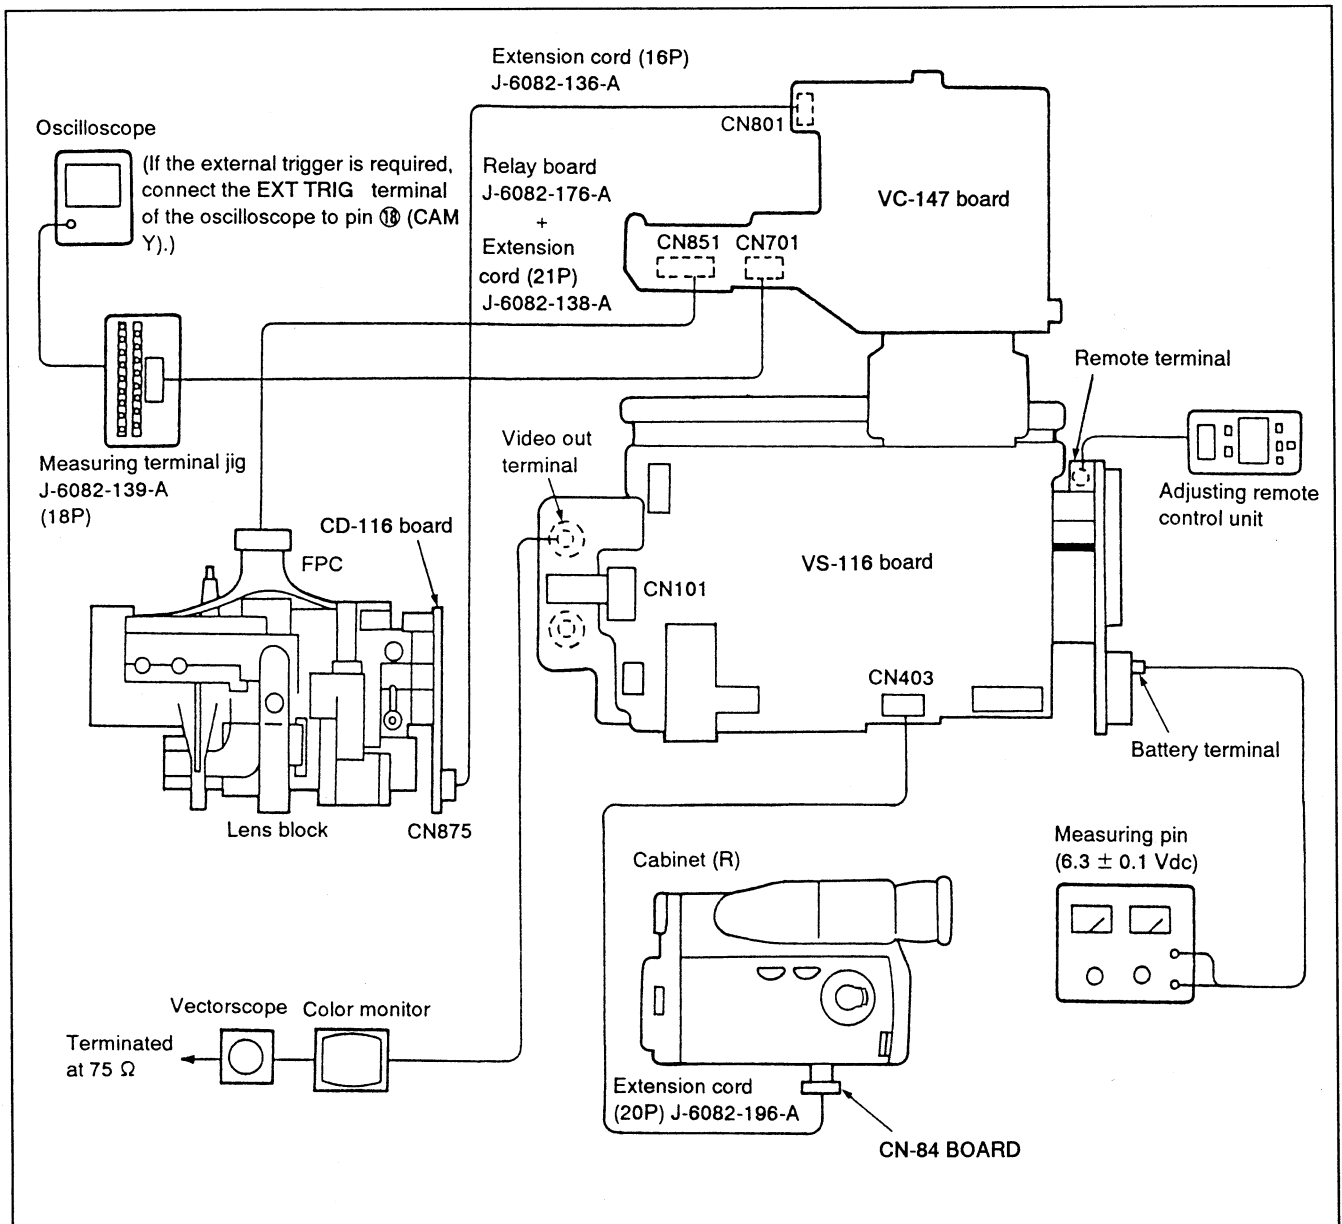 Extension cord (16P)
J-6082-136-A
CN801
Oscilloscope
(If the external trigger is required,
connect the EXT TRIG terminal
of the oscilloscope to pin ⑱ (CAM
Y).)
Relay board
J-6082-176-A
+
Extension
cord (21P)
J-6082-138-A
VC-147 board
CN851
CN701
Remote terminal
Measuring terminal jig
J-6082-139-A
(18P)
Video out
terminal
Adjusting remote
control unit
CD-116 board
FPC
VS-116 board
CN101
CN403
Battery terminal
Lens block
CN875
Measuring pin
(6.3 ± 0.1 Vdc)
Cabinet (R)
Vectorscope
Color monitor
Terminated
at 75 Ω
Extension cord
(20P) J-6082-196-A
CN-84 BOARD